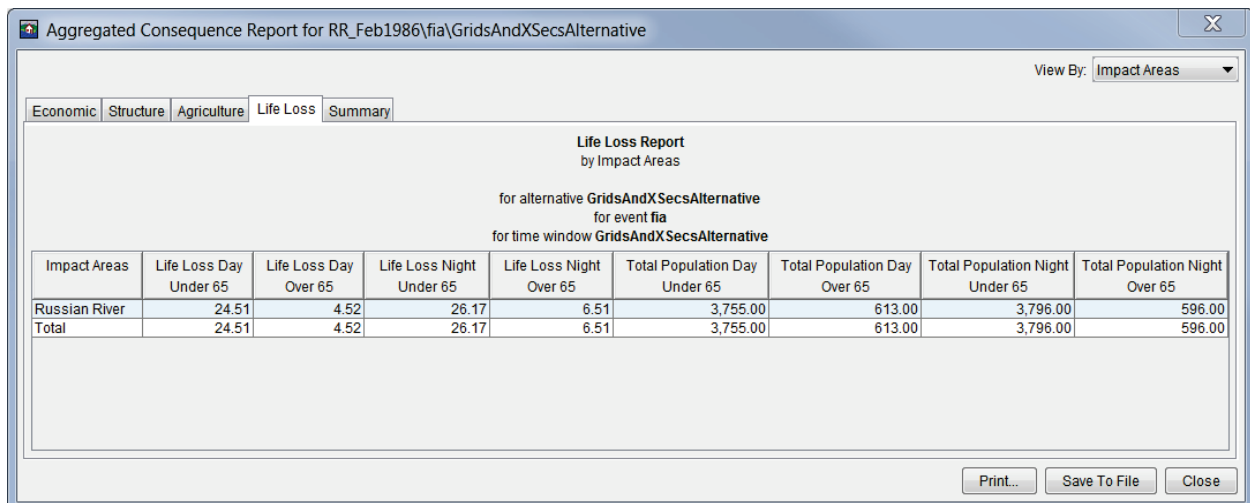 Aggregated Consequence Report for RR_Feb1986\fia\GridsAndXSecsAlternative
X
View By: Impact Areas
Economic Structure Agriculture Life Loss Summary
Life Loss Report
by Impact Areas
for alternative GridsAndXSecsAlternative
for event fia
for time window GridsAndXSecsAlternative
Impact Areas Life Loss Day Life Loss Day Life Loss Night Life Loss Night Total Population Day Total Population Day Total Population Night Total Population Night
Under 65 Over 65 Under 65 Over 65 Under 65 Over 65 Under 65 Over 65
Russian River 24.51 4.52 26.17 6.51 3,755.00 613.00 3,796.00 596.00
Total 24.51 4.52 26.17 6.51 3,755.00 613.00 3,796.00 596.00
Print... Save To File Close